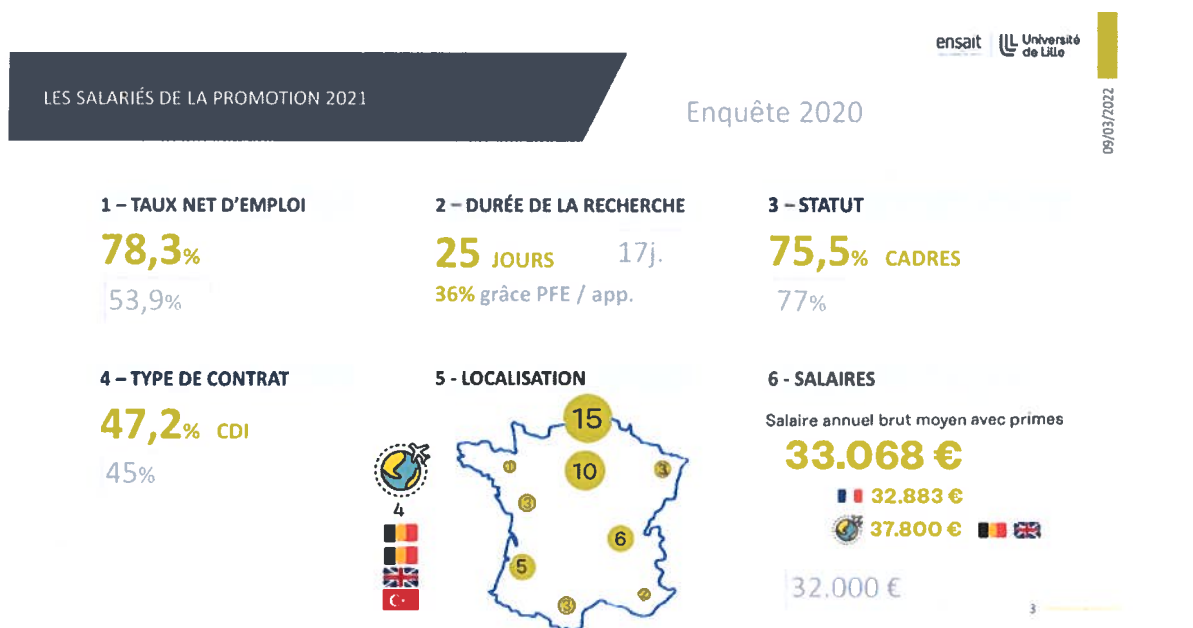 ensait
Université
de Lille
LES SALARIÉS DE LA PROMOTION 2021
Enquête 2020
09/03/2022
1 – TAUX NET D'EMPLOI
78,3%
53,9%
2 – DURÉE DE LA RECHERCHE
25 JOURS 17j.
36% grâce PFE / app.
3 – STATUT
75,5% CADRES
77%
4 – TYPE DE CONTRAT
47,2% CDI
45%
5 - LOCALISATION
15
1
10
3
3
6
5
3
4
6 - SALAIRES
Salaire annuel brut moyen avec primes
33.068 €
32.883 €
37.800 €
32.000 €
3